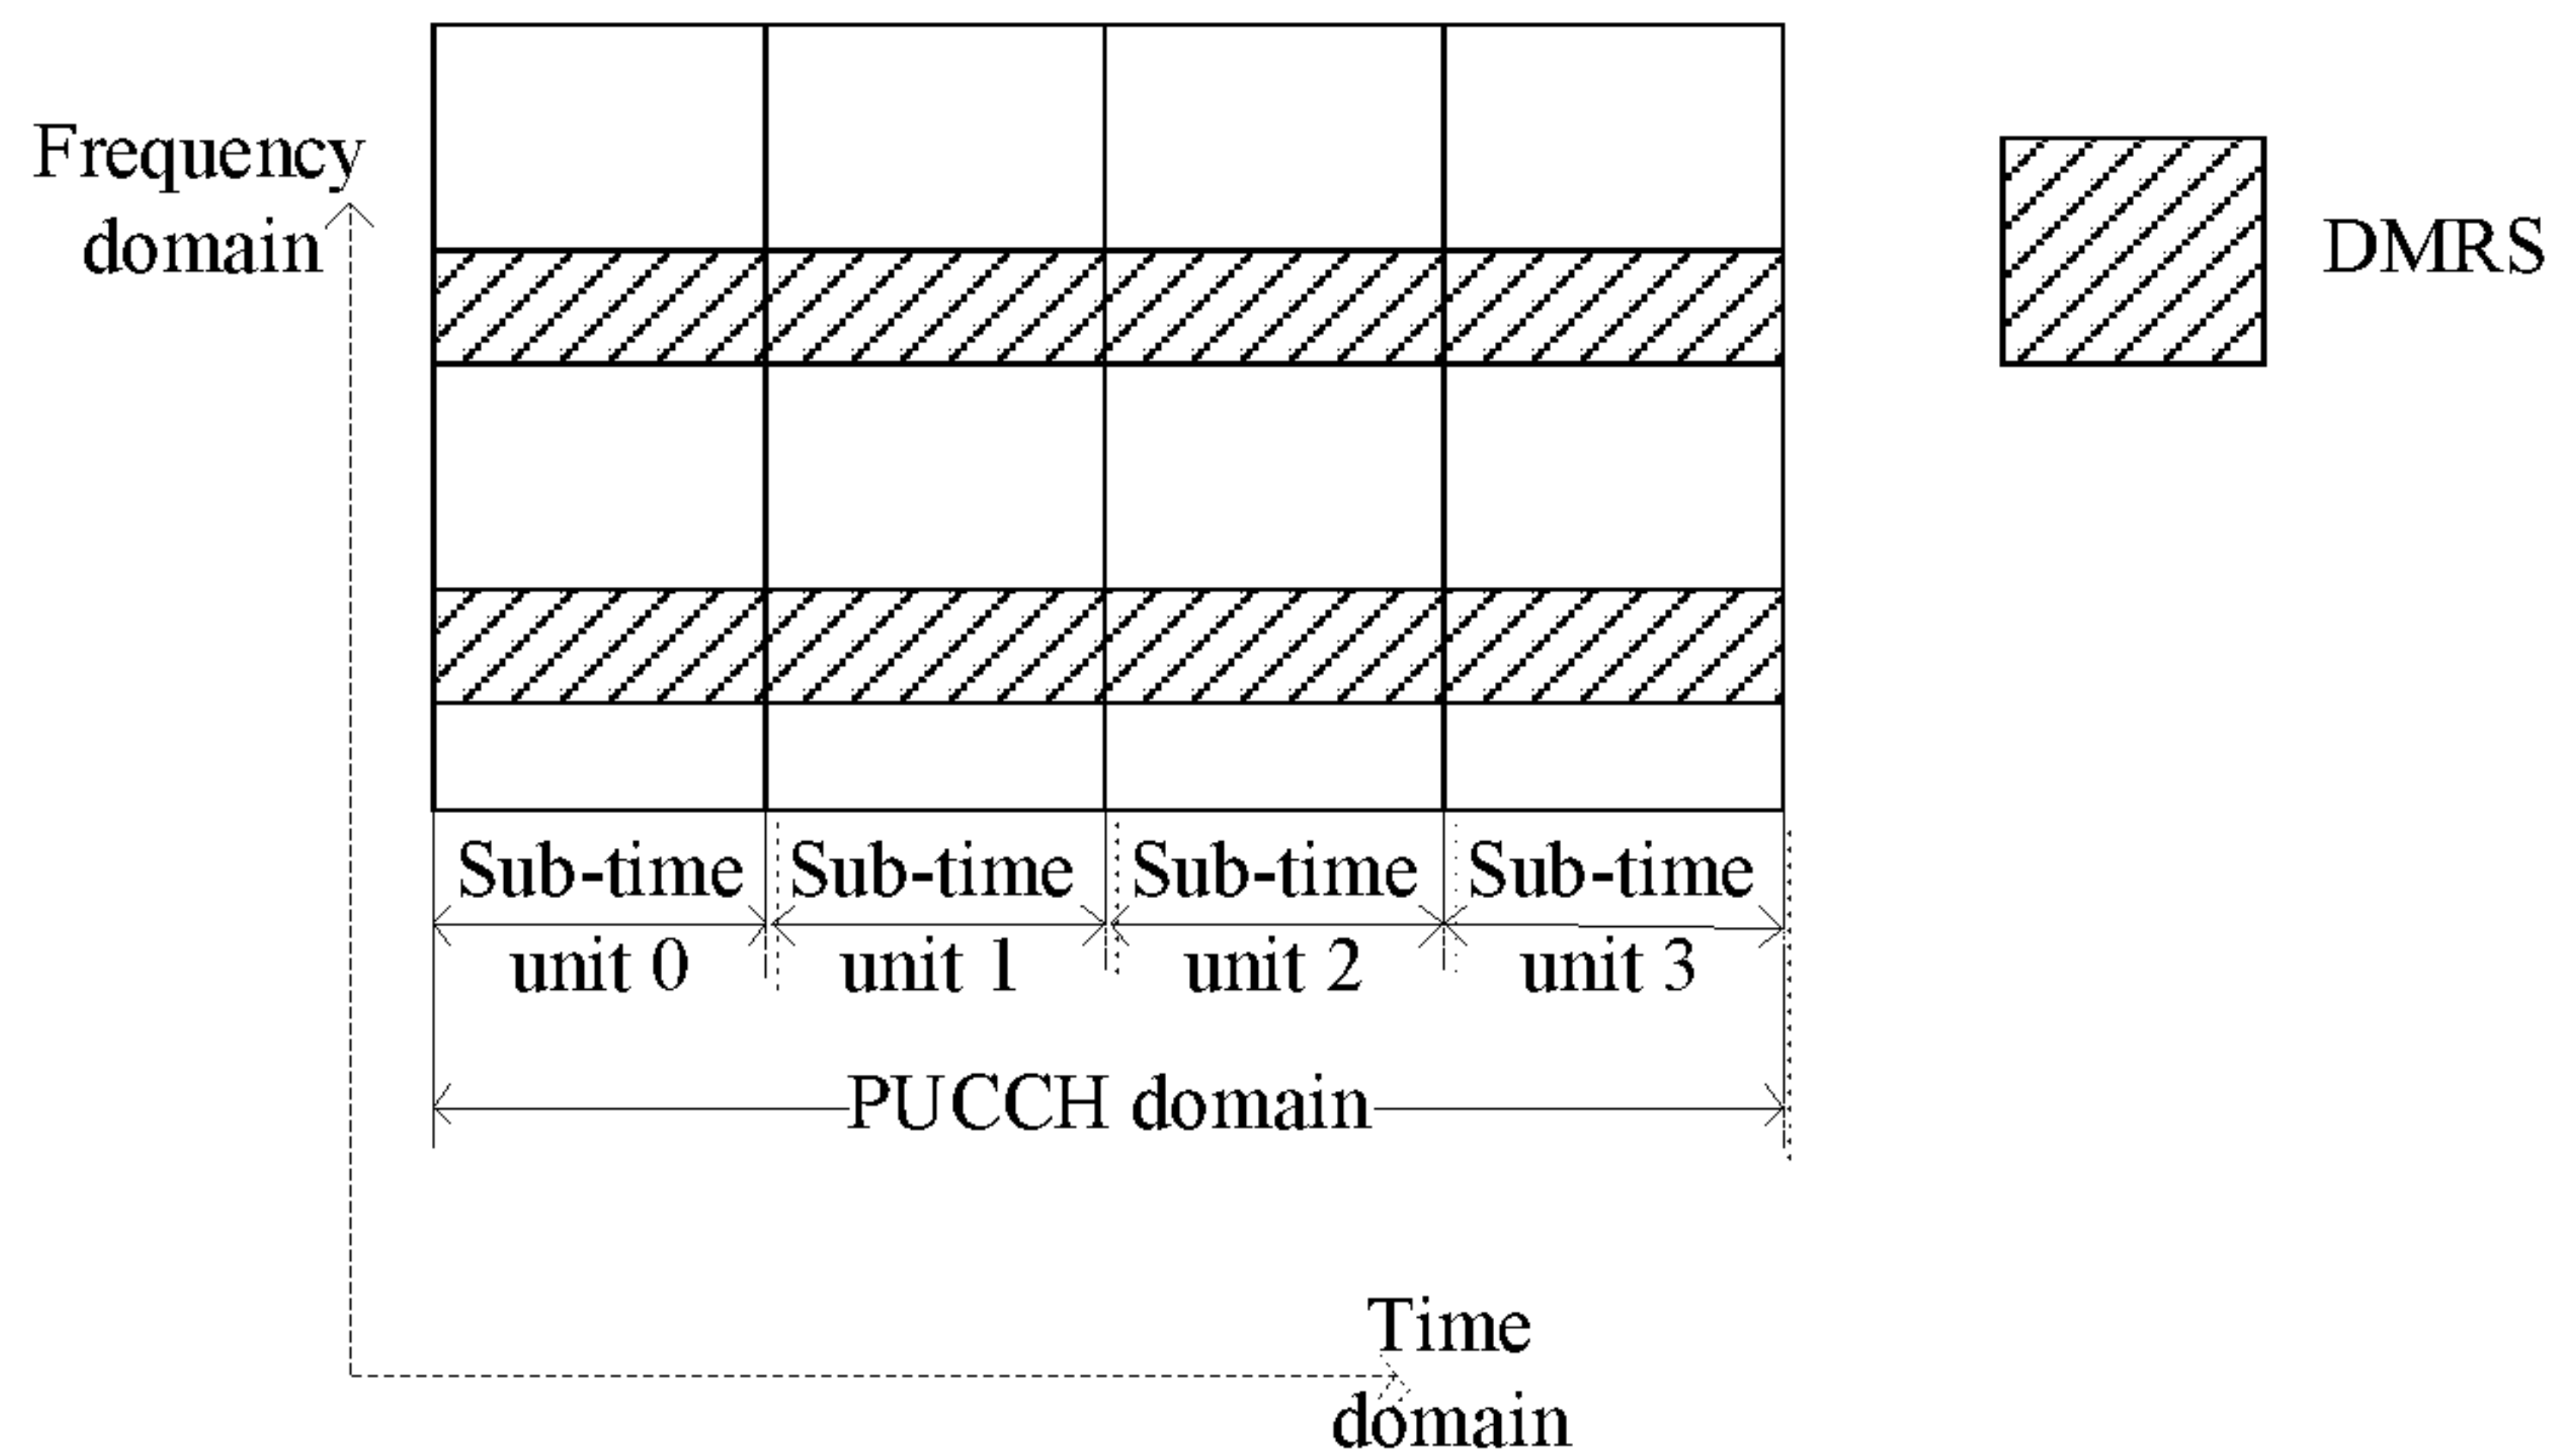 Frequency
domain
DMRS
Sub-time
unit 0
Sub-time
unit 1
Sub-time
unit 2
Sub-time
unit 3
PUCCH domain
Time
domain